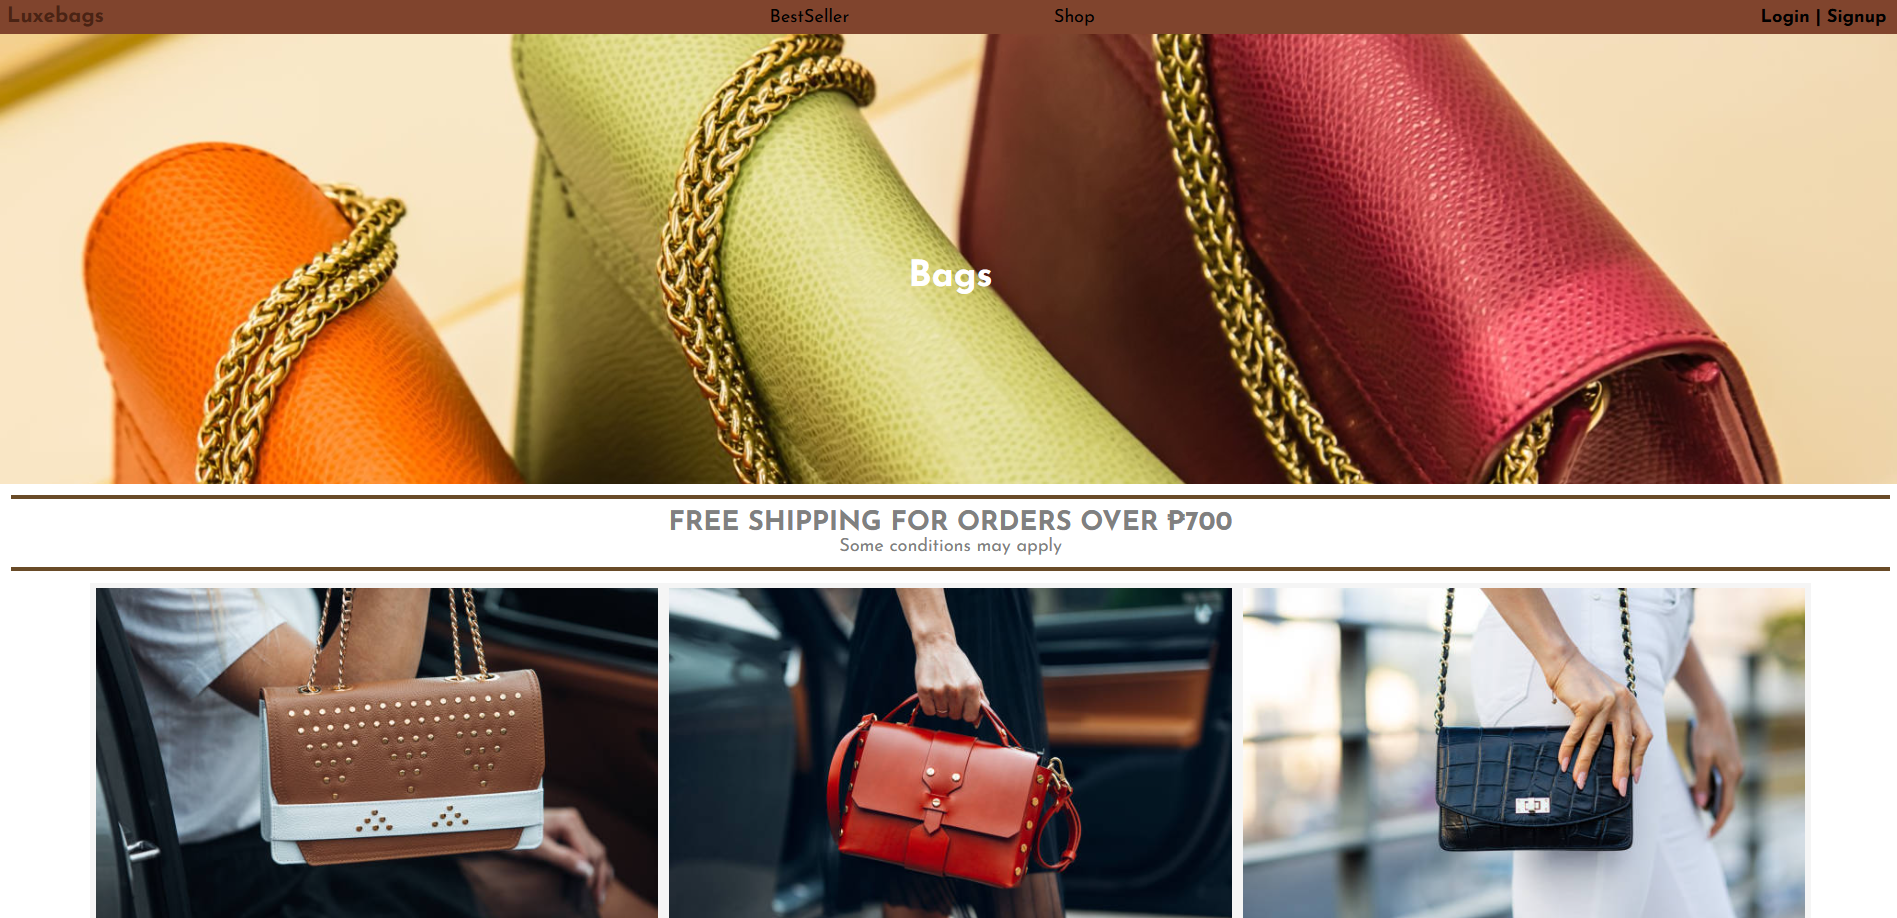 Luxebags
BestSeller
Shop
Login | Signup
Bags
FREE SHIPPING FOR ORDERS OVER ₱700
Some conditions may apply